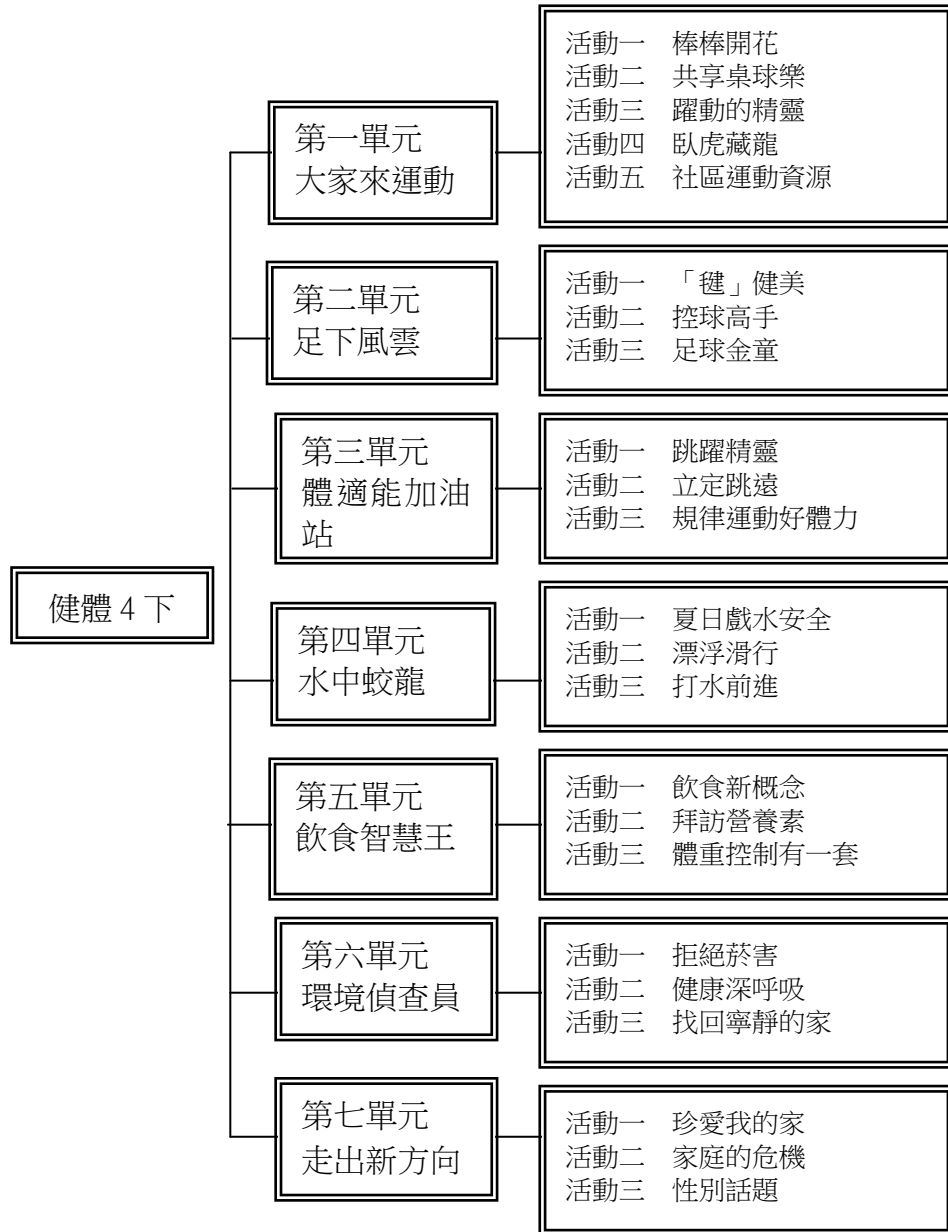 健體 4 下
第一單元
大家來運動
活動一　棒棒開花
活動二　共享桌球樂
活動三　躍動的精靈
活動四　臥虎藏龍
活動五　社區運動資源
第二單元
足下風雲
活動一　「毽」健美
活動二　控球高手
活動三　足球金童
第三單元
體適能加油
站
活動一　跳躍精靈
活動二　立定跳遠
活動三　規律運動好體力
第四單元
水中蛟龍
活動一　夏日戲水安全
活動二　漂浮滑行
活動三　打水前進
第五單元
飲食智慧王
活動一　飲食新概念
活動二　拜訪營養素
活動三　體重控制有一套
第六單元
環境偵查員
活動一　拒絕菸害
活動二　健康深呼吸
活動三　找回寧靜的家
第七單元
走出新方向
活動一　珍愛我的家
活動二　家庭的危機
活動三　性別話題